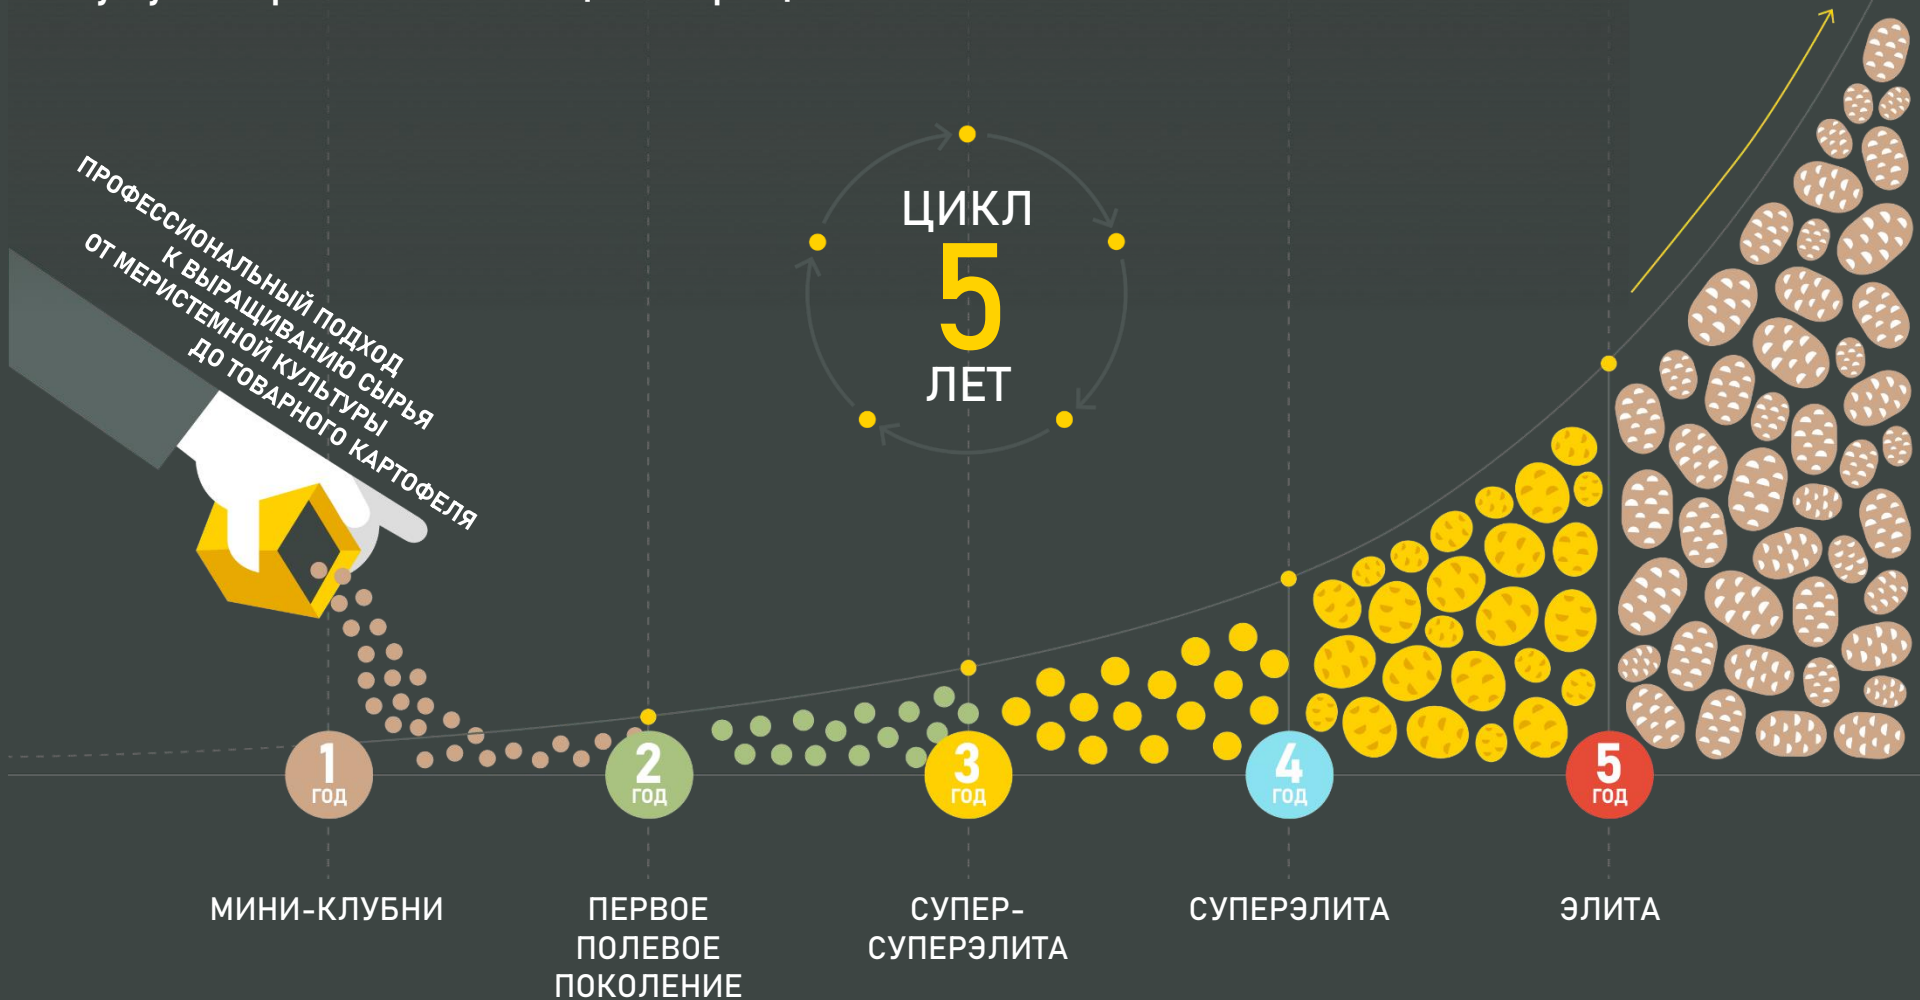 ПРОФЕССИОНАЛЬНЫЙ ПОДХОД
К ВЫРАЩИВАНИЮ СЫРЬЯ
ОТ МЕРИСТЕМНОЙ КУЛЬТУРЫ
ДО ТОВАРНОГО КАРТОФЕЛЯ
ЦИКЛ
5
ЛЕТ
1
ГОД
2
ГОД
3
ГОД
4
ГОД
5
ГОД
МИНИ-КЛУБНИ
ПЕРВОЕ
ПОЛЕВОЕ
ПОКОЛЕНИЕ
СУПЕР-
СУПЕРЭЛИТА
СУПЕРЭЛИТА
ЭЛИТА